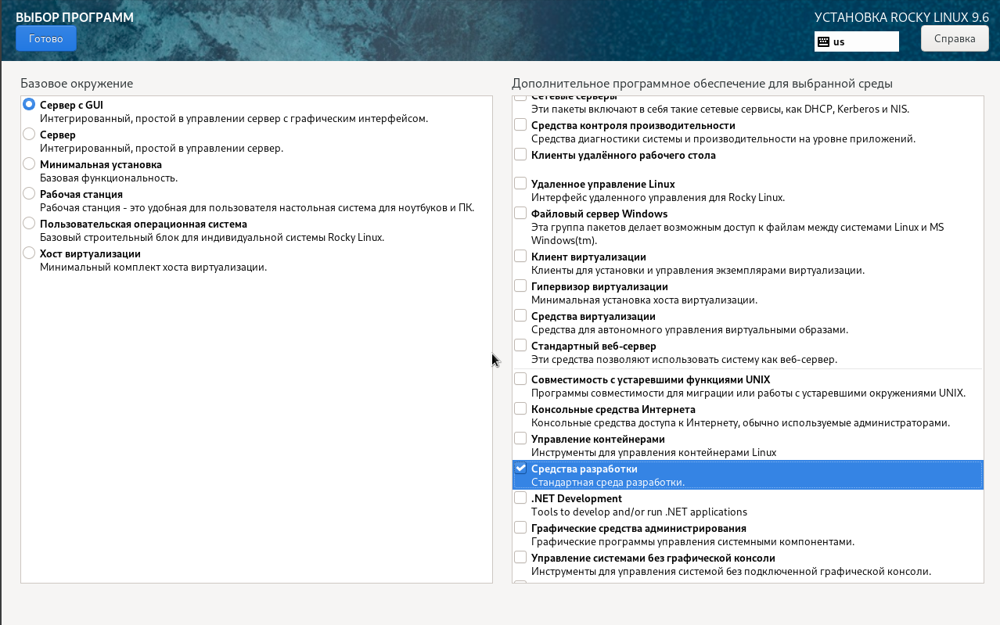 ВЫБОР ПРОГРАММ
УСТАНОВКА ROCKY LINUX 9.6
Готово
us
Справка
Базовое окружение
Сервер с GUI
Интегрированный, простой в управлении сервер с графическим интерфейсом.
Сервер
Интегрированный, простой в управлении сервер.
Минимальная установка
Базовая функциональность.
Рабочая станция
Рабочая станция - это удобная для пользователя настольная система для ноутбуков и ПК.
Пользовательская операционная система
Базовый строительный блок для индивидуальной системы Rocky Linux.
Хост виртуализации
Минимальный комплект хоста виртуализации.
Дополнительное программное обеспечение для выбранной среды
Сетевые серверы
Эти пакеты включают в себя такие сетевые сервисы, как DHCP, Kerberos и NIS.
Средства контроля производительности
Средства диагностики системы и производительности на уровне приложений.
Клиенты удалённого рабочего стола
Удаленное управление Linux
Интерфейс удаленного управления для Rocky Linux.
Файловый сервер Windows
Эта группа пакетов делает возможным доступ к файлам между системами Linux и MS
Windows(tm).
Клиент виртуализации
Клиенты для установки и управления экземплярами виртуализации.
Гипервизор виртуализации
Минимальная установка хоста виртуализации.
Средства виртуализации
Средства для автономного управления виртуальными образами.
Стандартный веб-сервер
Эти средства позволяют использовать систему как веб-сервер.
Совместимость с устаревшими функциями UNIX
Программы совместимости для миграции или работы с устаревшими окружениями UNIX.
Консольные средства Интернета
Консольные средства доступа к Интернету, обычно используемые администраторами.
Управление контейнерами
Инструменты для управления контейнерами Linux
Средства разработки
Стандартная среда разработки.
.NET Development
Tools to develop and/or run .NET applications
Графические средства администрирования
Графические программы управления системными компонентами.
Управление системами без графической консоли
Инструменты для управления системой без подключенной графической консоли.